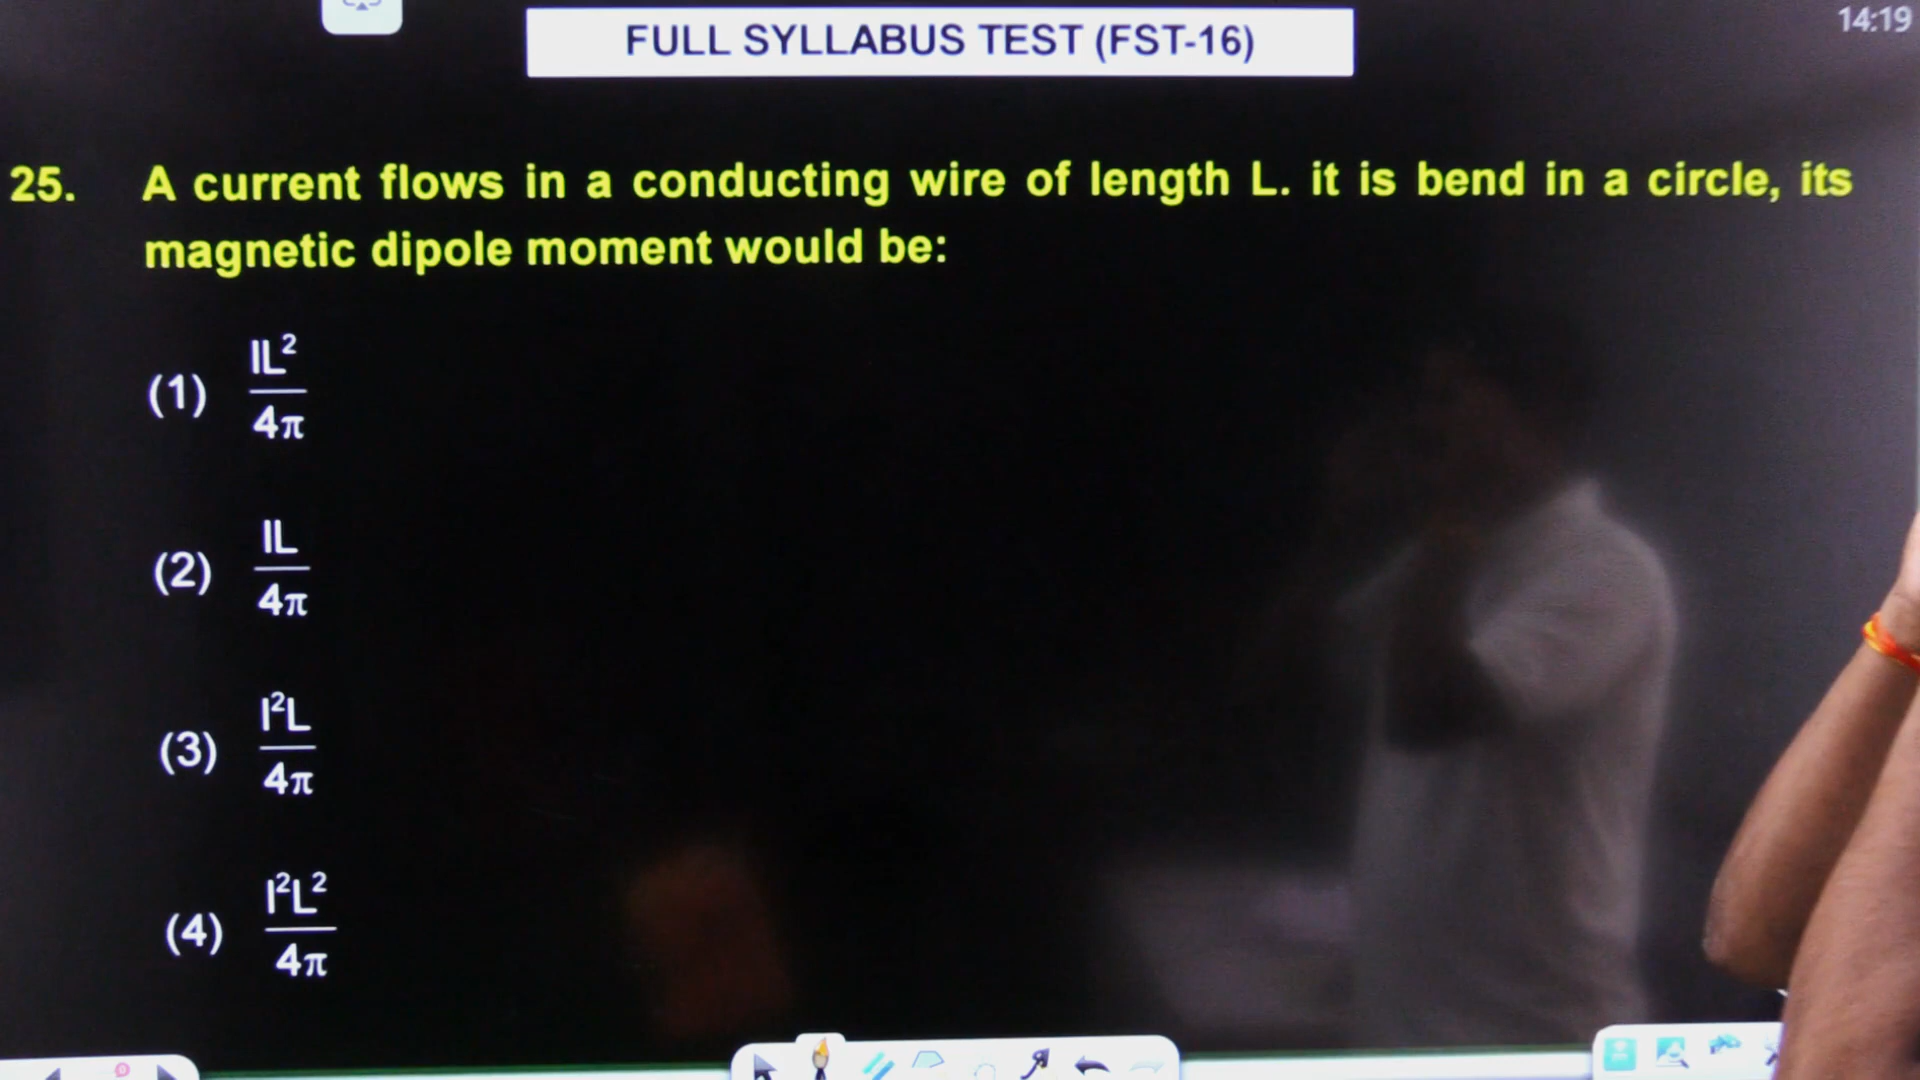 FULL SYLLABUS TEST (FST-16)
14:19
25. A current flows in a conducting wire of length L. it is bend in a circle, its
magnetic dipole moment would be:
(1) IL²/4π
(2) IL/4π
(3) I²L/4π
(4) I²L²/4π